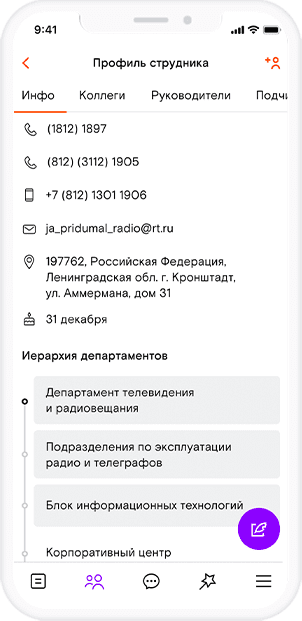 9:41
Профиль струдника
Инфо Коллеги Руководители Подчи
(1812) 1897
(812) (3112) 1905
+7 (812) 1301 1906
ja_pridumal_radio@rt.ru
197762, Российская Федерация,
Ленинградская обл. г. Кронштадт,
ул. Аммермана, дом 31
31 декабря
Иерархия департаментов
Департамент телевидения
и радиовещания
Подразделения по эксплуатации
радио и телеграфов
Блок информационных технологий
Корпоративный центр